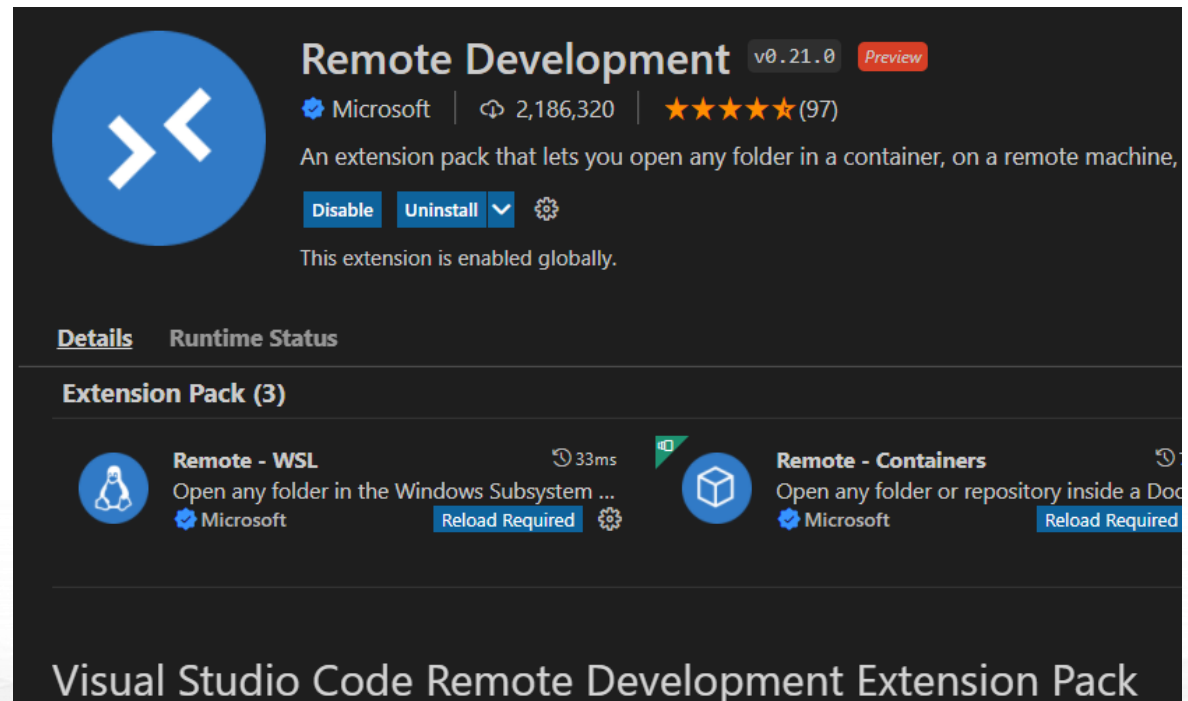 Remote Development v0.21.0 Preview
Microsoft 2,186,320 (97)
An extension pack that lets you open any folder in a container, on a remote machine,
Disable Uninstall
This extension is enabled globally.
Details Runtime Status
Extension Pack (3)
Remote - WSL 33ms
Open any folder in the Windows Subsystem ...
Microsoft Reload Required
Remote - Containers
Open any folder or repository inside a Doc
Microsoft Reload Required
Visual Studio Code Remote Development Extension Pack